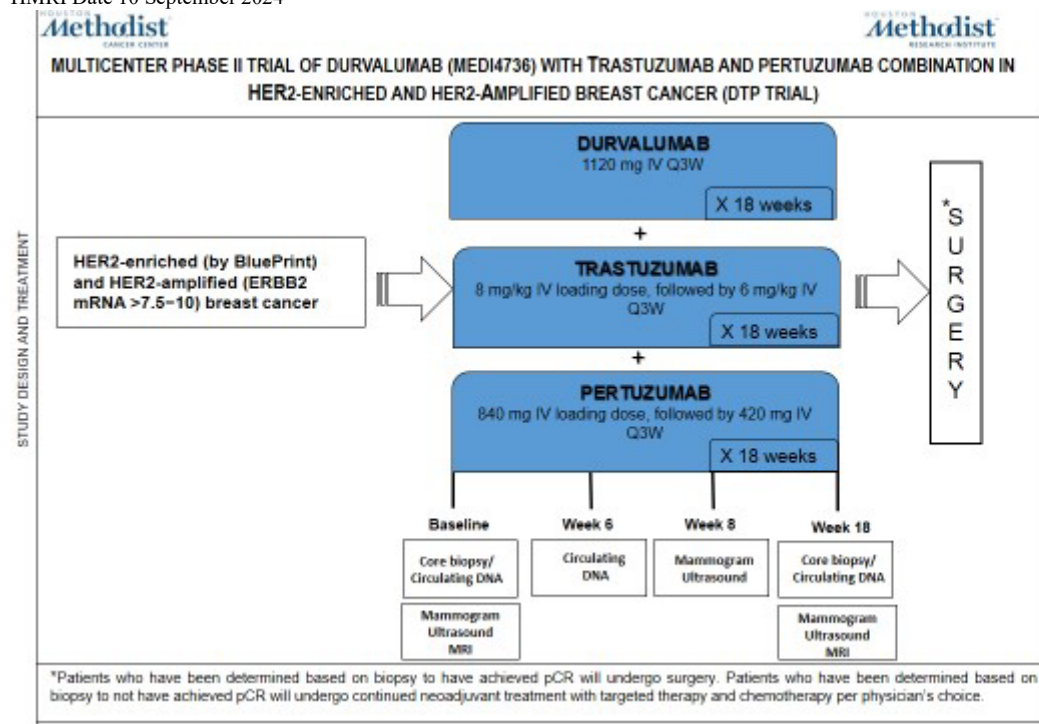 HMRI Date 10 September 2024
HOUSTON
Methodist
CANCER CENTER
HOUSTON
Methodist
RESEARCH INSTITUTE
MULTICENTER PHASE II TRIAL OF DURVALUMAB (MEDI4736) WITH TRASTUZUMAB AND PERTUZUMAB COMBINATION IN
HER2-ENRICHED AND HER2-AMPLIFIED BREAST CANCER (DTP TRIAL)
STUDY DESIGN AND TREATMENT
HER2-enriched (by BluePrint)
and HER2-amplified (ERBB2
mRNA >7.5–10) breast cancer
DURVALUMAB
1120 mg IV Q3W
X 18 weeks
+
TRASTUZUMAB
8 mg/kg IV loading dose, followed by 6 mg/kg IV
Q3W
X 18 weeks
+
PERTUZUMAB
840 mg IV loading dose, followed by 420 mg IV
Q3W
X 18 weeks
*SURGERY
Baseline
Core biopsy/
Circulating DNA
Mammogram
Ultrasound
MRI
Week 6
Circulating
DNA
Week 8
Mammogram
Ultrasound
Week 18
Core biopsy/
Circulating DNA
Mammogram
Ultrasound
MRI
*Patients who have been determined based on biopsy to have achieved pCR will undergo surgery. Patients who have been determined based on
biopsy to not have achieved pCR will undergo continued neoadjuvant treatment with targeted therapy and chemotherapy per physician's choice.